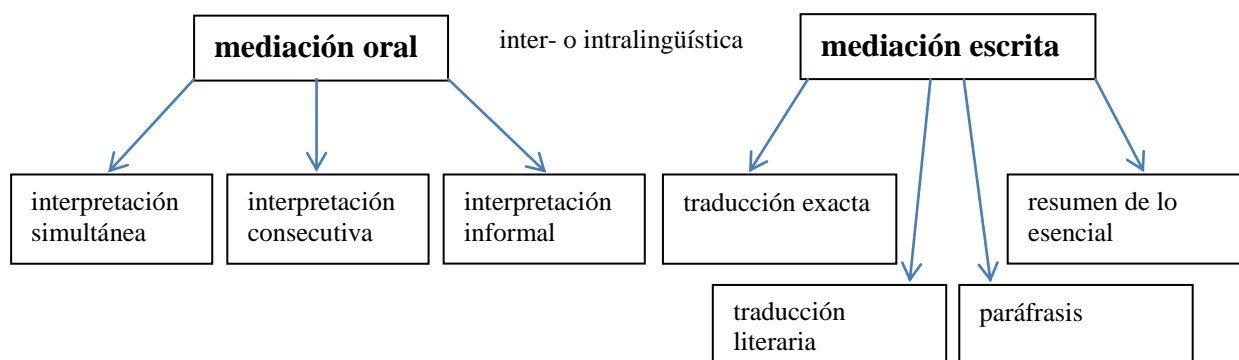 mediación oral
inter- o intralingüística
mediación escrita
interpretación
simultánea
interpretación
consecutiva
interpretación
informal
traducción exacta
resumen de lo
esencial
traducción
literaria
paráfrasis